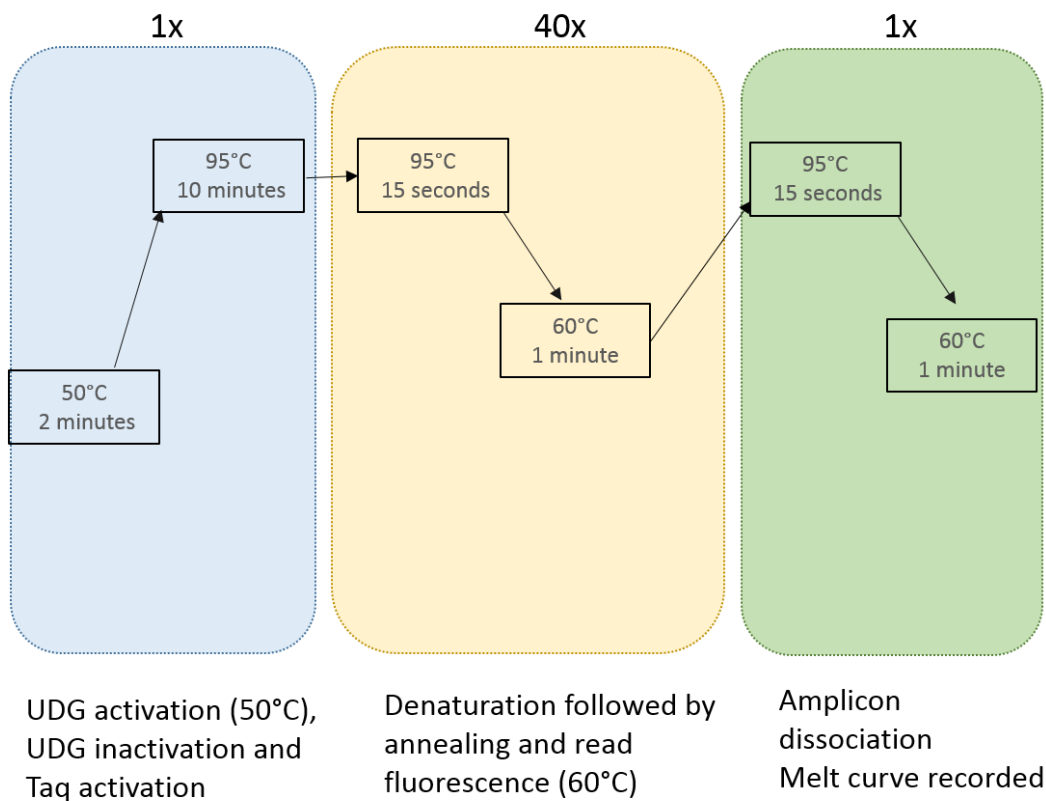 1x
95°C
10 minutes
50°C
2 minutes
UDG activation (50°C),
UDG inactivation and
Taq activation
40x
95°C
15 seconds
60°C
1 minute
Denaturation followed by
annealing and read
fluorescence (60°C)
1x
95°C
15 seconds
60°C
1 minute
Amplicon
dissociation
Melt curve recorded